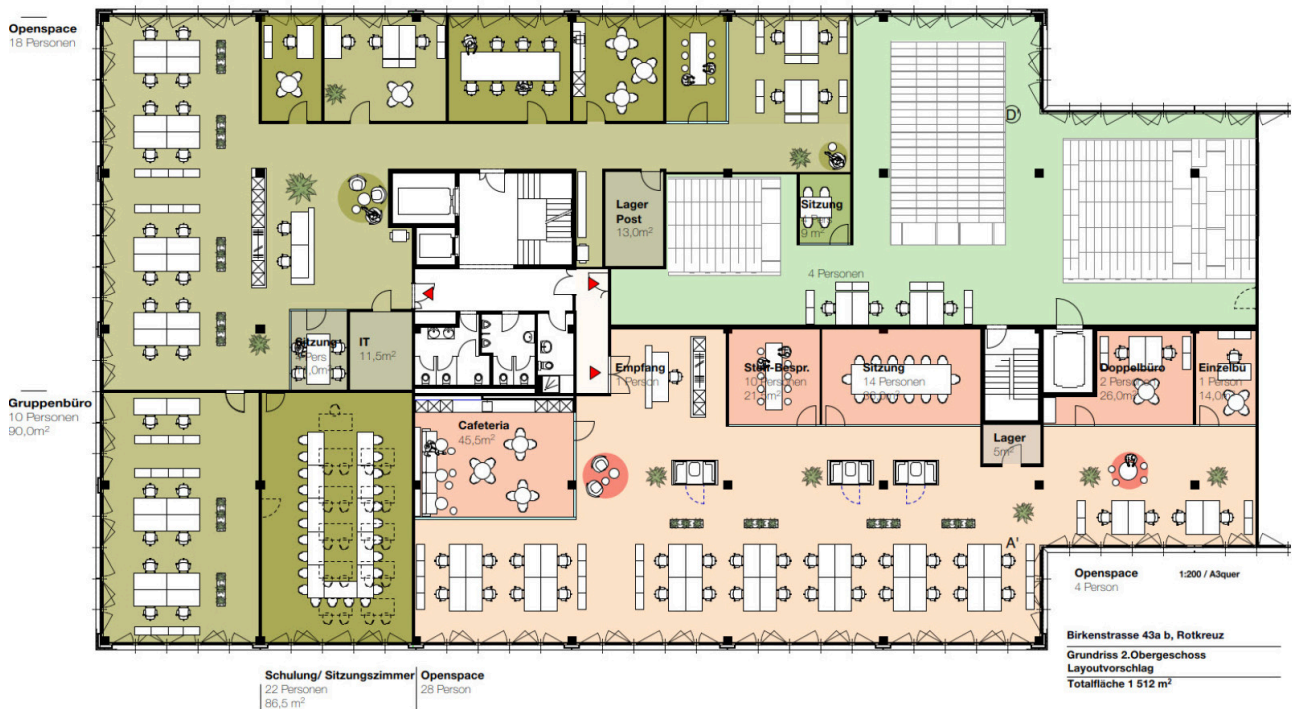 Openspace
18 Personen
D'
Lager
Post
13,0m²
Sitzung
9 m²
4 Personen
Sitzung
4 Pers
IT
11,5m²
Empfang
1 Person
Steh-Bespr.
10 Personen
Sitzung
14 Personen
Doppelbüro
2 Personen
26,0m²
Einzelbü
1 Person
14,0m²
Gruppenbüro
10 Personen
90,0m²
Cafeteria
45,5m²
Lager
5m²
A'
Openspace
4 Person
1:200 / A3quer
Birkenstrasse 43a b, Rotkreuz
Grundriss 2.Obergeschoss
Layoutvorschlag
Totalfläche 1 512 m²
Schulung/ Sitzungszimmer
22 Personen
86,5 m²
Openspace
28 Person